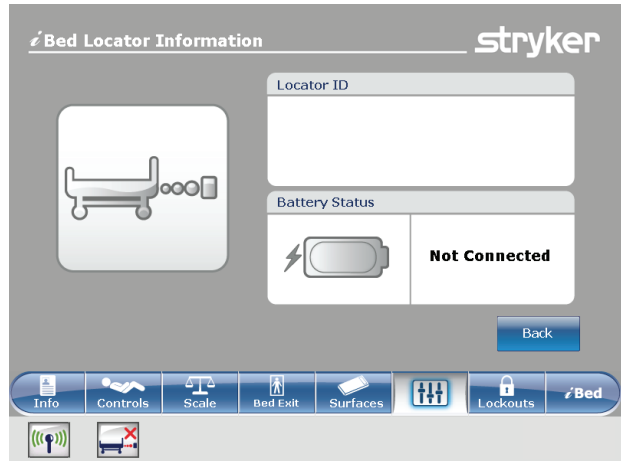 iBed Locator Information
stryker
Locator ID
Battery Status
Not Connected
Back
Info
Controls
Scale
Bed Exit
Surfaces
Lockouts
iBed